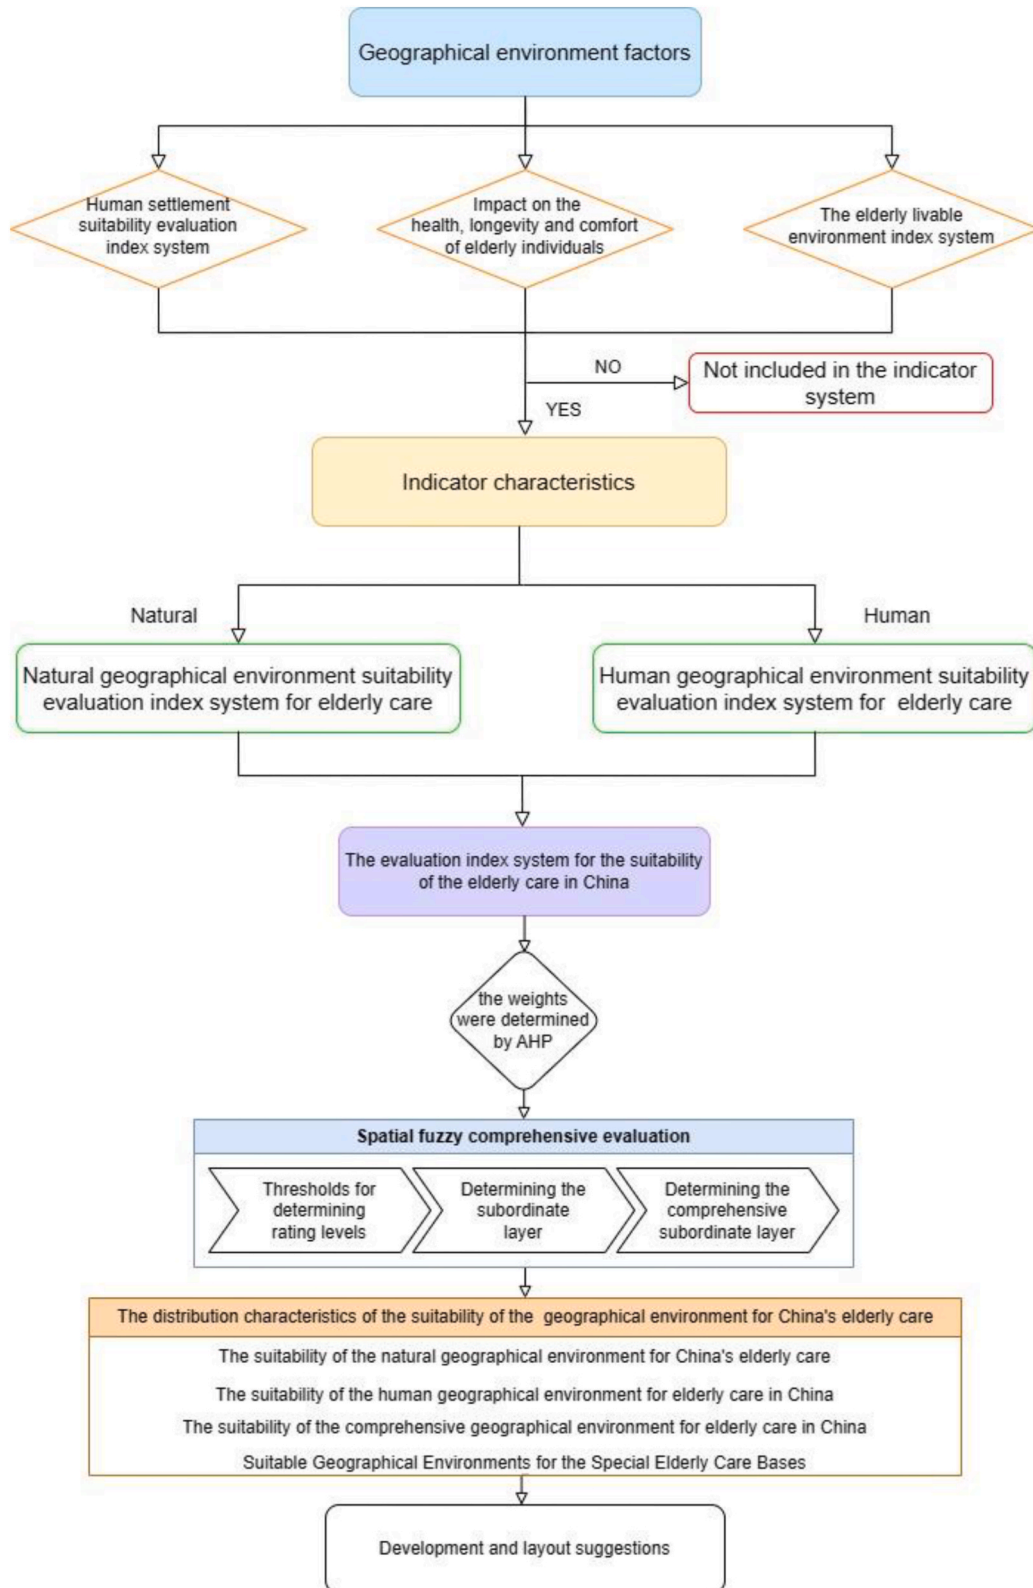 Geographical environment factors
Human settlement
suitability evaluation
index system
Impact on the
health, longevity and comfort
of elderly individuals
The elderly livable
environment index system
NO
Not included in the indicator
system
YES
Indicator characteristics
Natural
Human
Natural geographical environment suitability
evaluation index system for elderly care
Human geographical environment suitability
evaluation index system for elderly care
The evaluation index system for the suitability
of the elderly care in China
the weights
were determined
by AHP
Spatial fuzzy comprehensive evaluation
Thresholds for
determining
rating levels
Determining the
subordinate
layer
Determining the
comprehensive
subordinate layer
The distribution characteristics of the suitability of the geographical environment for China's elderly care
The suitability of the natural geographical environment for China's elderly care
The suitability of the human geographical environment for elderly care in China
The suitability of the comprehensive geographical environment for elderly care in China
Suitable Geographical Environments for the Special Elderly Care Bases
Development and layout suggestions